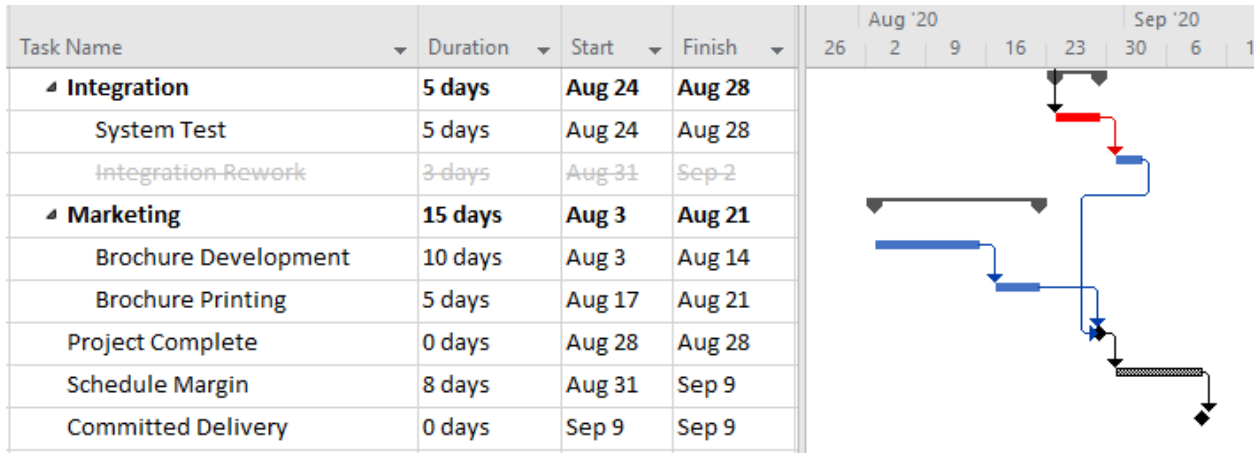 Aug '20 Sep '20
Task Name Duration Start Finish 26 2 9 16 23 30 6 1
Integration 5 days Aug 24 Aug 28
System Test 5 days Aug 24 Aug 28
Integration Rework 3 days Aug 31 Sep 2
Marketing 15 days Aug 3 Aug 21
Brochure Development 10 days Aug 3 Aug 14
Brochure Printing 5 days Aug 17 Aug 21
Project Complete 0 days Aug 28 Aug 28
Schedule Margin 8 days Aug 31 Sep 9
Committed Delivery 0 days Sep 9 Sep 9